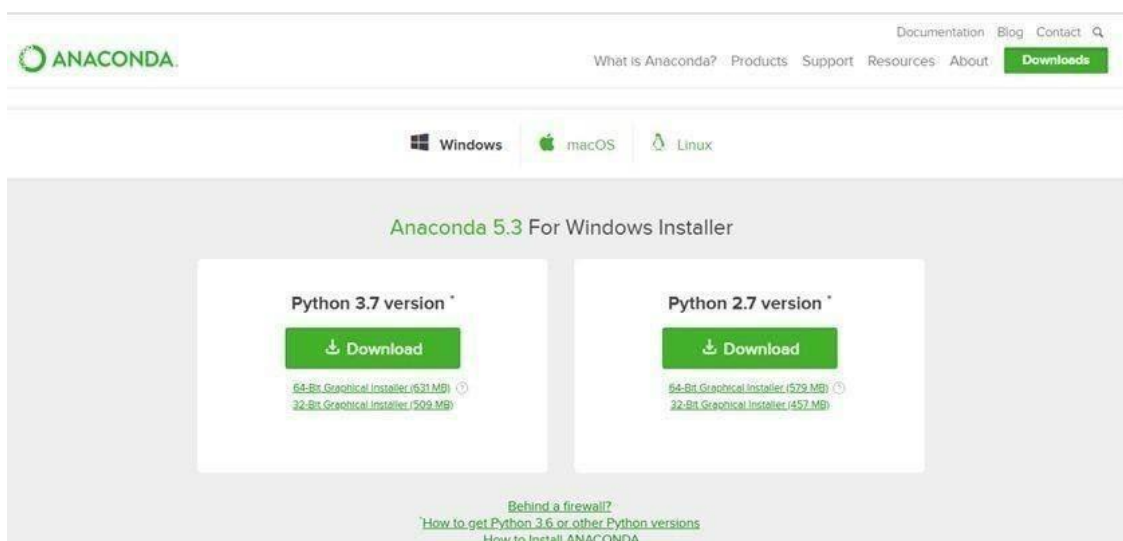 Documentation Blog Contact
ANACONDA.
What is Anaconda? Products Support Resources About Downloads
Windows macOS Linux
Anaconda 5.3 For Windows Installer
Python 3.7 version *
Download
64-Bit Graphical Installer (631 MB) ?
32-Bit Graphical Installer (509 MB)
Python 2.7 version *
Download
64-Bit Graphical Installer (579 MB) ?
32-Bit Graphical Installer (457 MB)
Behind a firewall?
*How to get Python 3.6 or other Python versions
How to Install ANACONDA